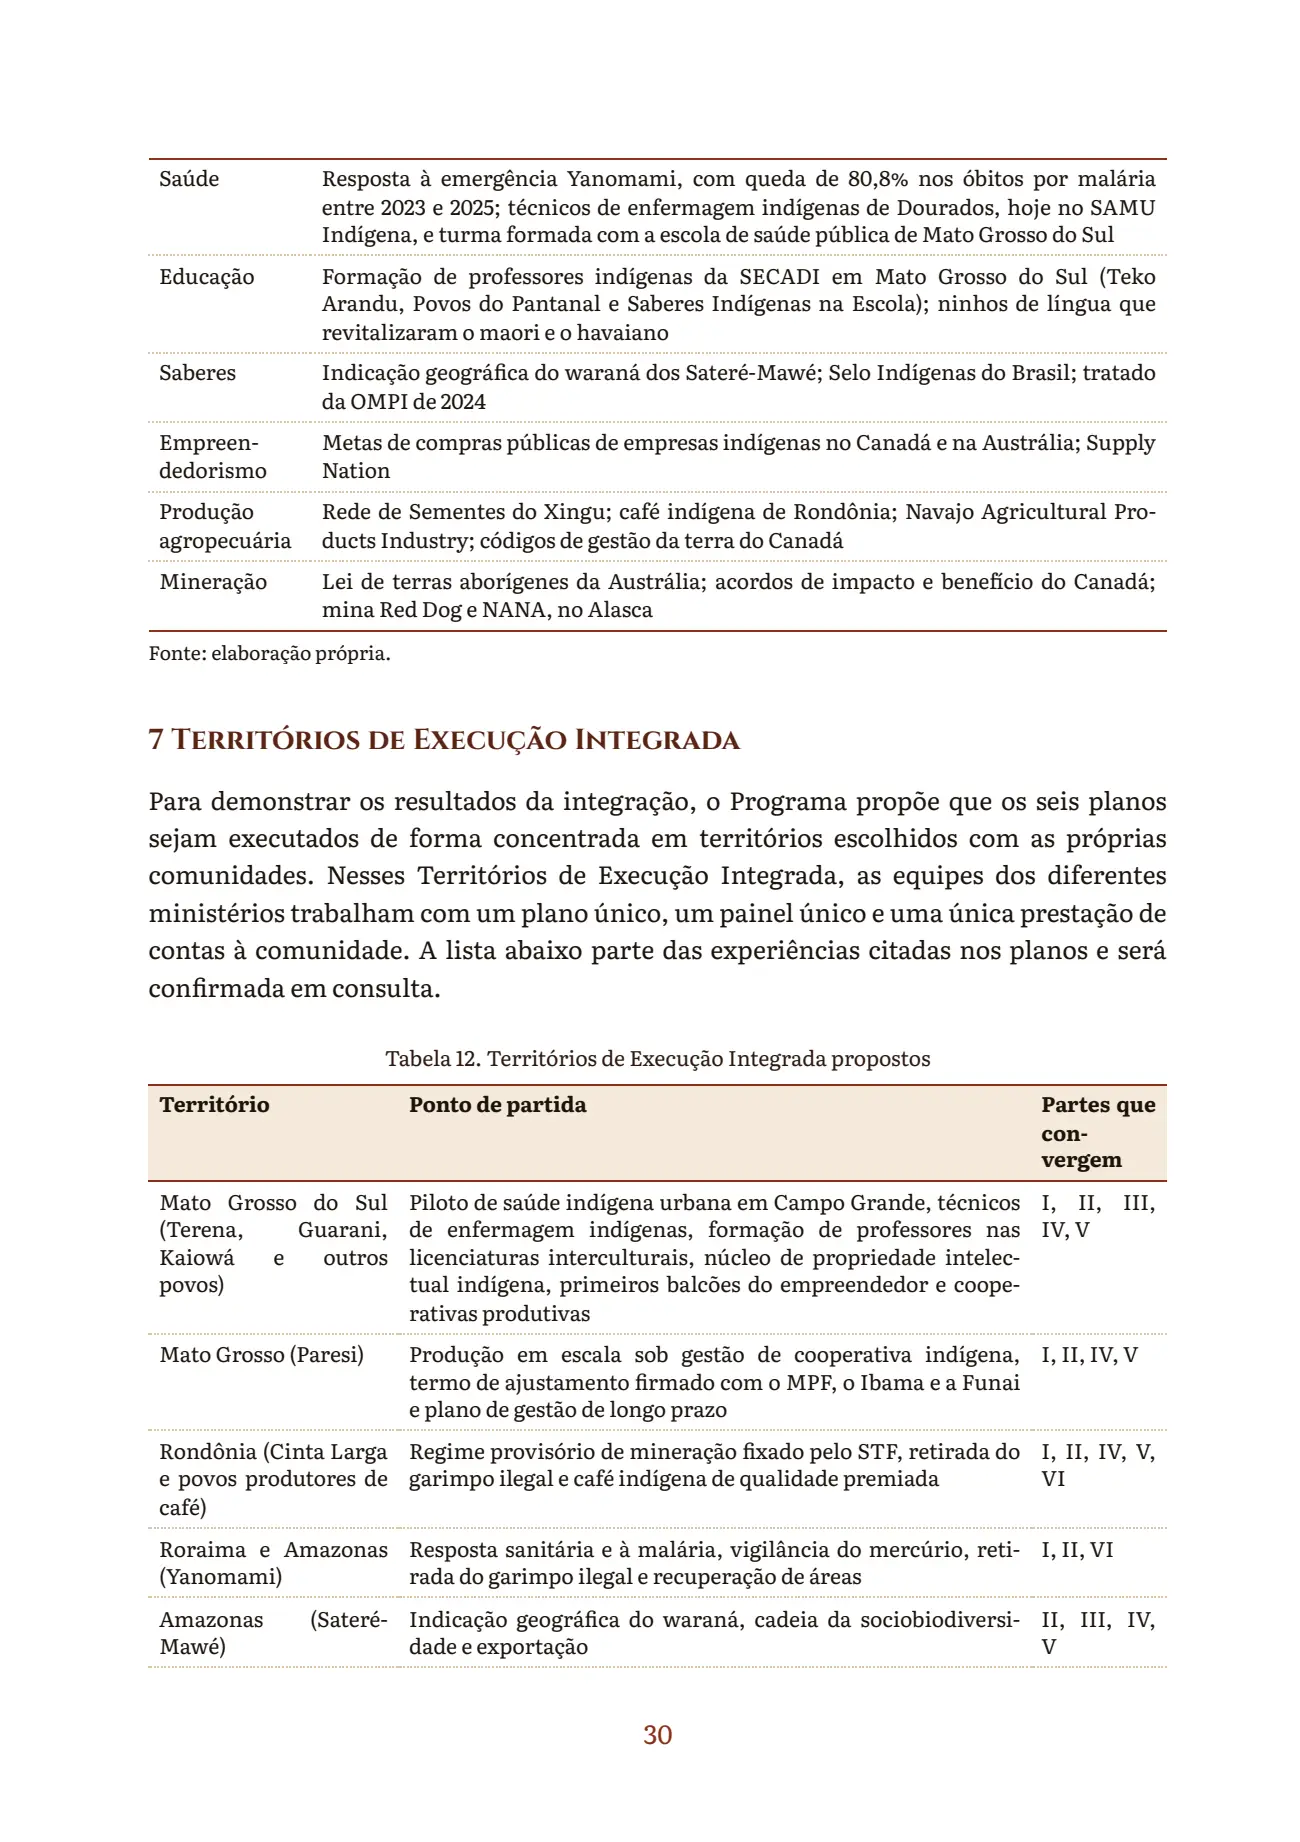 Saúde
Resposta à emergência Yanomami, com queda de 80,8% nos óbitos por malária
entre 2023 e 2025; técnicos de enfermagem indígenas de Dourados, hoje no SAMU
Indígena, e turma formada com a escola de saúde pública de Mato Grosso do Sul
Educação
Formação de professores indígenas da SECADI em Mato Grosso do Sul (Teko
Arandu, Povos do Pantanal e Saberes Indígenas na Escola); ninhos de língua que
revitalizaram o maori e o havaiano
Saberes
Indicação geográfica do waraná dos Sateré-Mawé; Selo Indígenas do Brasil; tratado
da OMPI de 2024
Empreen-
dedorismo
Metas de compras públicas de empresas indígenas no Canadá e na Austrália; Supply
Nation
Produção
agropecuária
Rede de Sementes do Xingu; café indígena de Rondônia; Navajo Agricultural Pro-
ducts Industry; códigos de gestão da terra do Canadá
Mineração
Lei de terras aborígenes da Austrália; acordos de impacto e benefício do Canadá;
mina Red Dog e NANA, no Alasca
Fonte: elaboração própria.
7 Territórios de Execução Integrada
Para demonstrar os resultados da integração, o Programa propõe que os seis planos
sejam executados de forma concentrada em territórios escolhidos com as próprias
comunidades. Nesses Territórios de Execução Integrada, as equipes dos diferentes
ministérios trabalham com um plano único, um painel único e uma única prestação de
contas à comunidade. A lista abaixo parte das experiências citadas nos planos e será
confirmada em consulta.
Tabela 12. Territórios de Execução Integrada propostos
Território
Ponto de partida
Partes que
con-
vergem
Mato Grosso do Sul
(Terena, Guarani,
Kaiowá e outros
povos)
Piloto de saúde indígena urbana em Campo Grande, técnicos
de enfermagem indígenas, formação de professores nas
licenciaturas interculturais, núcleo de propriedade intelec-
tual indígena, primeiros balcões do empreendedor e coope-
rativas produtivas
I, II, III,
IV, V
Mato Grosso (Paresi)
Produção em escala sob gestão de cooperativa indígena,
termo de ajustamento firmado com o MPF, o Ibama e a Funai
e plano de gestão de longo prazo
I, II, IV, V
Rondônia (Cinta Larga
e povos produtores de
café)
Regime provisório de mineração fixado pelo STF, retirada do
garimpo ilegal e café indígena de qualidade premiada
I, II, IV, V,
VI
Roraima e Amazonas
(Yanomami)
Resposta sanitária e à malária, vigilância do mercúrio, reti-
rada do garimpo ilegal e recuperação de áreas
I, II, VI
Amazonas (Sateré-
Mawé)
Indicação geográfica do waraná, cadeia da sociobiodiversi-
dade e exportação
II, III, IV,
V
30